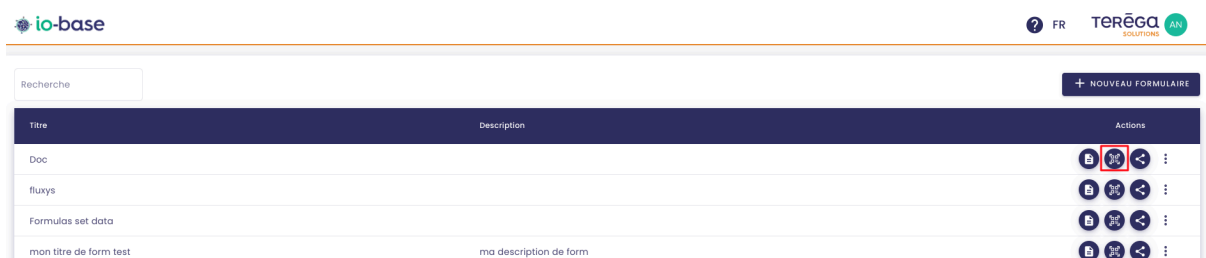 io-base
? FR TERĒGA SOLUTIONS AN
Recherche
+ NOUVEAU FORMULAIRE
Titre Description Actions
Doc
fluxys
Formulas set data
mon titre de form test ma description de form